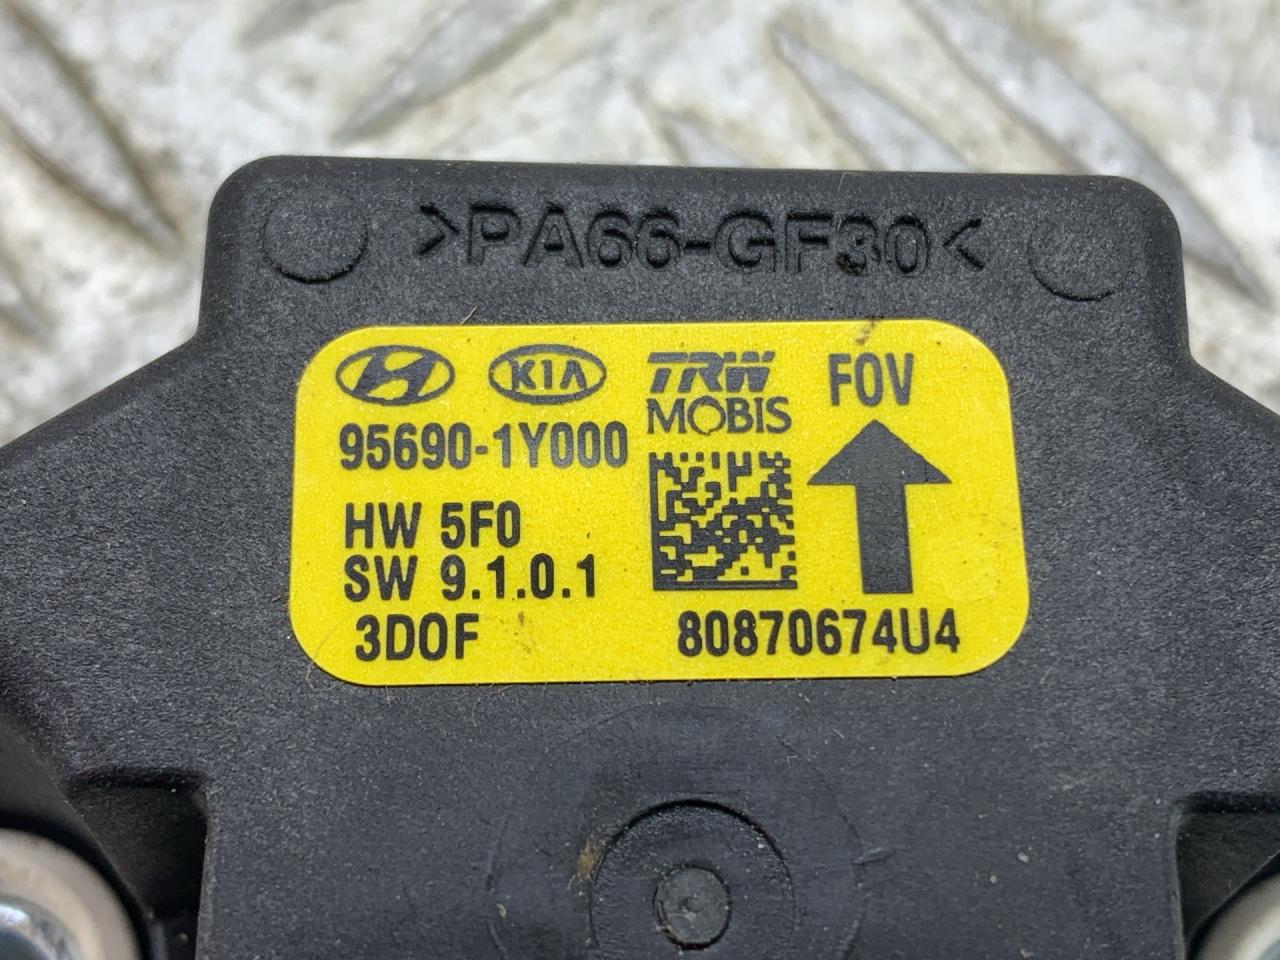 >PA66-GF30<
KIA TRW FOV
MOBIS
95690-1Y000
HW 5F0
SW 9.1.0.1
3DOF 80870674U4